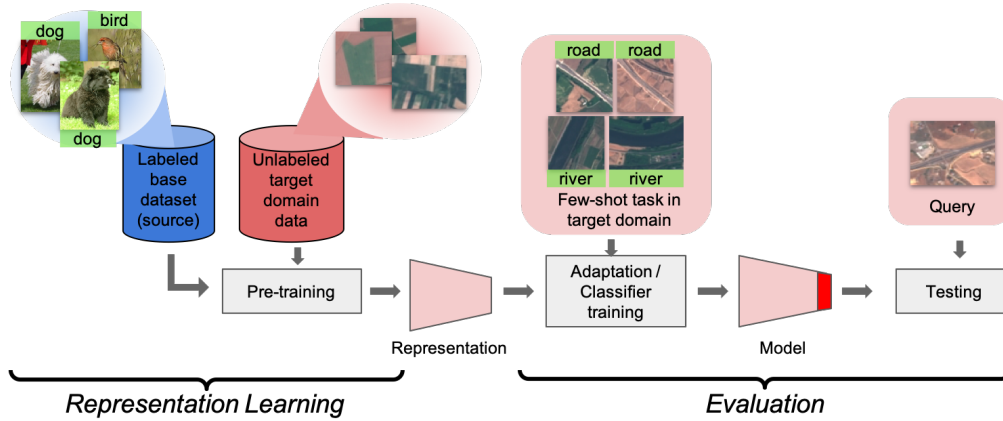 dog
bird
dog
Labeled
base
dataset
(source)
Unlabeled
target
domain
data
road
road
river
river
Few-shot task in
target domain
Query
Pre-training
Representation
Adaptation /
Classifier
training
Model
Testing
Representation Learning
Evaluation